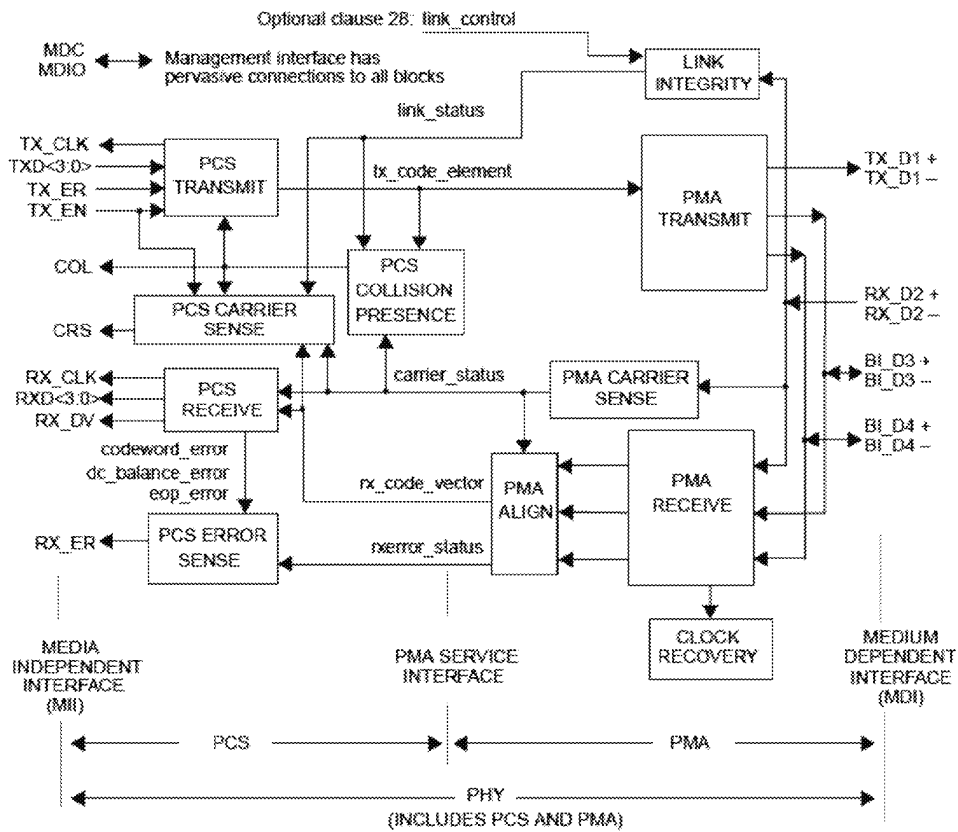 Optional clause 28: link_control
MDC
MDIO
Management interface has
pervasive connections to all blocks
LINK
INTEGRITY
link_status
TX_CLK
TXD<3:0>
TX_ER
TX_EN
PCS
TRANSMIT
tx_code_element
PMA
TRANSMIT
TX_D1 +
TX_D1 –
COL
PCS
COLLISION
PRESENCE
PCS CARRIER
SENSE
CRS
RX_D2 +
RX_D2 –
RX_CLK
RXD<3:0>
RX_DV
PCS
RECEIVE
carrier_status
PMA CARRIER
SENSE
BI_D3 +
BI_D3 –
BI_D4 +
BI_D4 –
codeword_error
dc_balance_error
eop_error
rx_code_vector
PMA
ALIGN
PMA
RECEIVE
RX_ER
PCS ERROR
SENSE
rxerror_status
CLOCK
RECOVERY
MEDIA
INDEPENDENT
INTERFACE
(MII)
PMA SERVICE
INTERFACE
MEDIUM
DEPENDENT
INTERFACE
(MDI)
PCS
PMA
PHY
(INCLUDES PCS AND PMA)